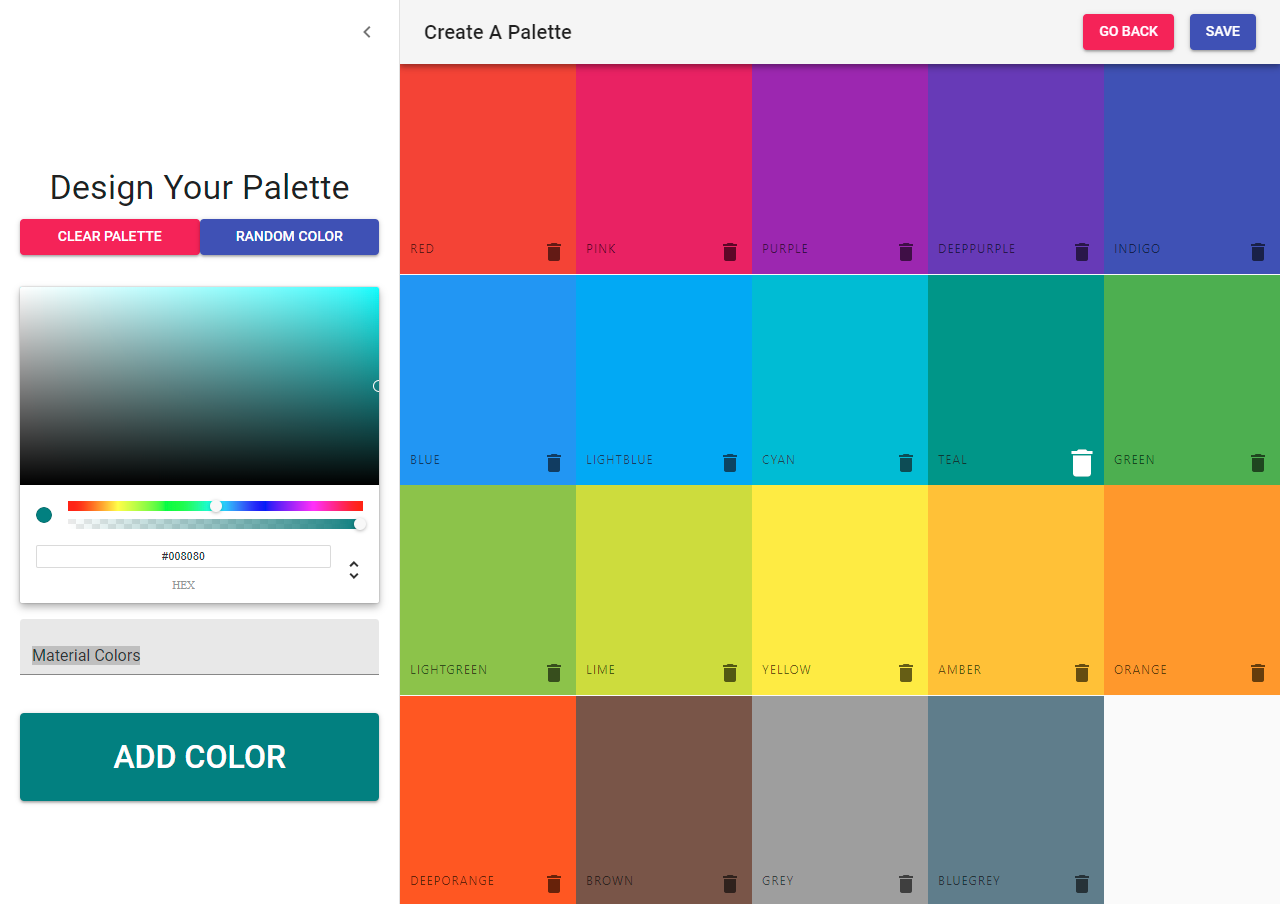 Create A Palette
GO BACK
SAVE
Design Your Palette
CLEAR PALETTE
RANDOM COLOR
#008080
HEX
Material Colors
ADD COLOR
RED
PINK
PURPLE
DEEPPURPLE
INDIGO
BLUE
LIGHTBLUE
CYAN
TEAL
GREEN
LIGHTGREEN
LIME
YELLOW
AMBER
ORANGE
DEEPORANGE
BROWN
GREY
BLUEGREY